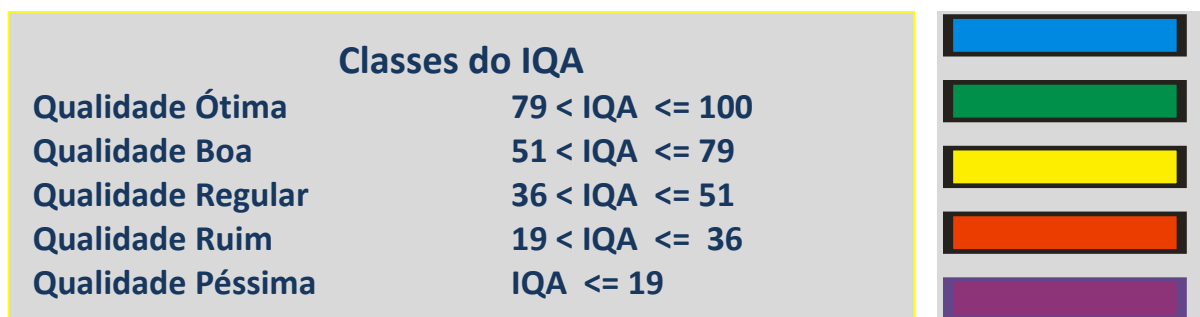 Classes do IQA
Qualidade Ótima 79 < IQA <= 100
Qualidade Boa 51 < IQA <= 79
Qualidade Regular 36 < IQA <= 51
Qualidade Ruim 19 < IQA <= 36
Qualidade Péssima IQA <= 19